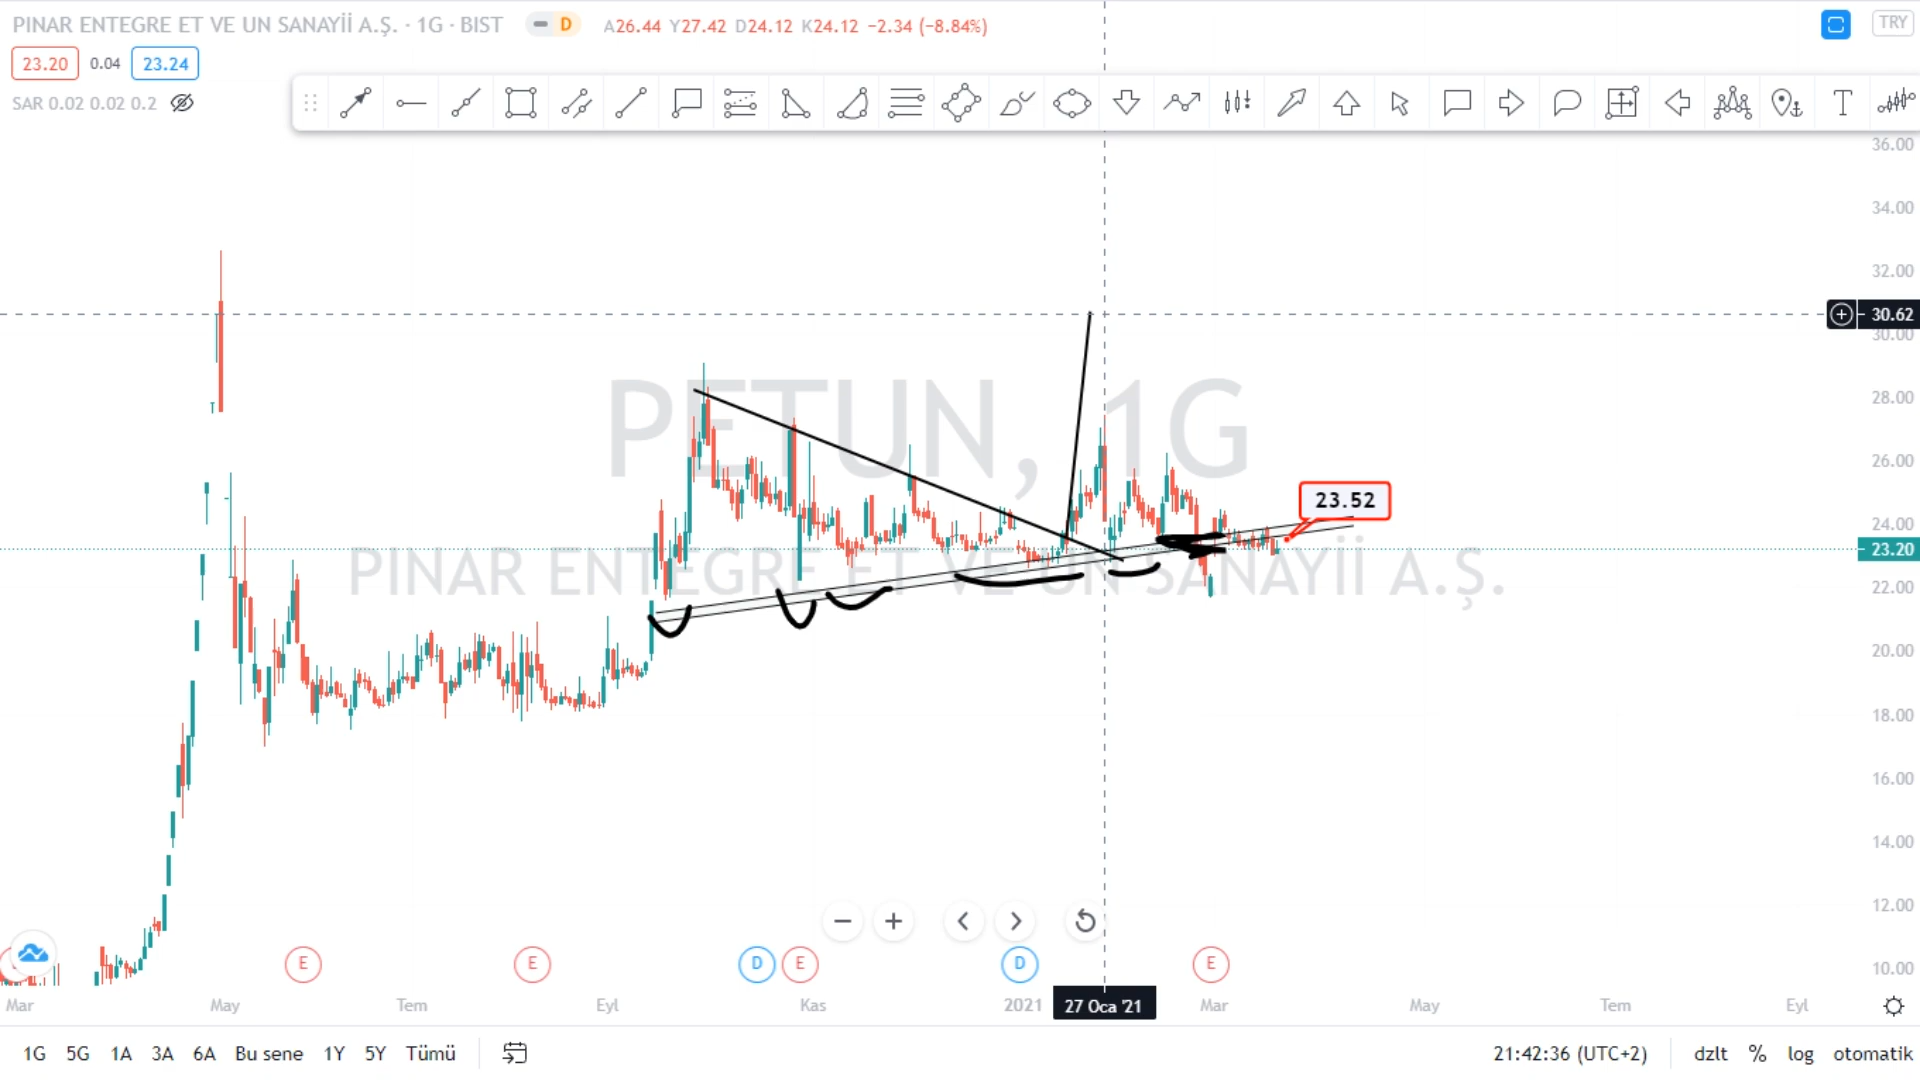 PINAR ENTEGRE ET VE UN SANAYİİ A.Ş. · 1G · BIST D A26.44 Y27.42 D24.12 K24.12 −2.34 (−8.84%) TRY
23.20 0.04 23.24
SAR 0.02 0.02 0.2
T
36.00
34.00
32.00
30.62
30.00
28.00
26.00
24.00
23.20
22.00
20.00
18.00
16.00
14.00
12.00
10.00
PETUN, 1G
23.52
PINAR ENTEGRE ET VE UN SANAYİİ A.Ş.
E E D E D E
Mar May Tem Eyl Kas 2021 27 Oca '21 Mar May Tem Eyl
1G 5G 1A 3A 6A Bu sene 1Y 5Y Tümü 21:42:36 (UTC+2) dzlt % log otomatik